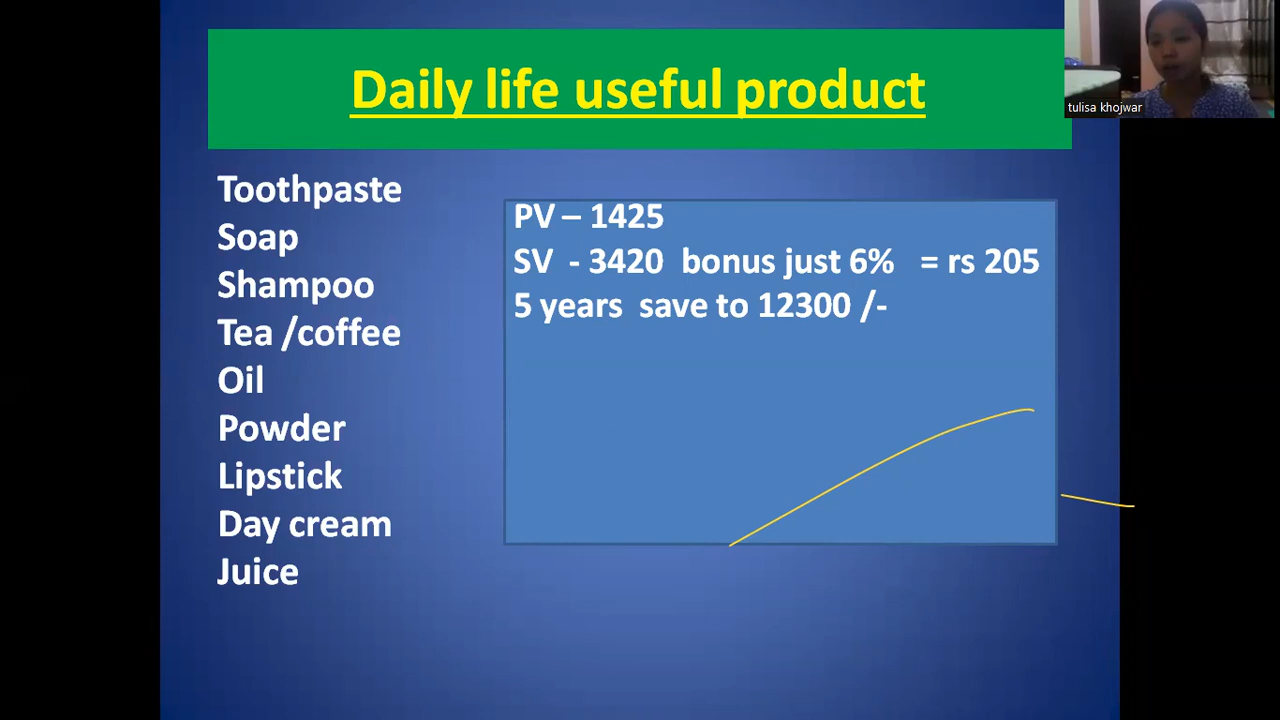 Daily life useful product
tulisa khojwar
Toothpaste
Soap
Shampoo
Tea /coffee
Oil
Powder
Lipstick
Day cream
Juice
PV – 1425
SV - 3420 bonus just 6% = rs 205
5 years save to 12300 /-